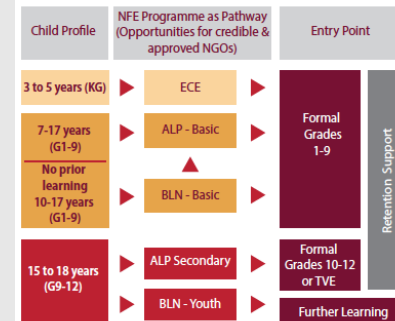 Child Profile
NFE Programme as Pathway
(Opportunities for credible &
approved NGOs)
Entry Point
3 to 5 years (KG)
ECE
7-17 years
(G1-9)
ALP - Basic
No prior
learning
10-17 years
(G1-9)
BLN - Basic
Formal
Grades
1-9
Retention Support
15 to 18 years
(G9-12)
ALP Secondary
Formal
Grades 10-12
or TVE
BLN - Youth
Further Learning